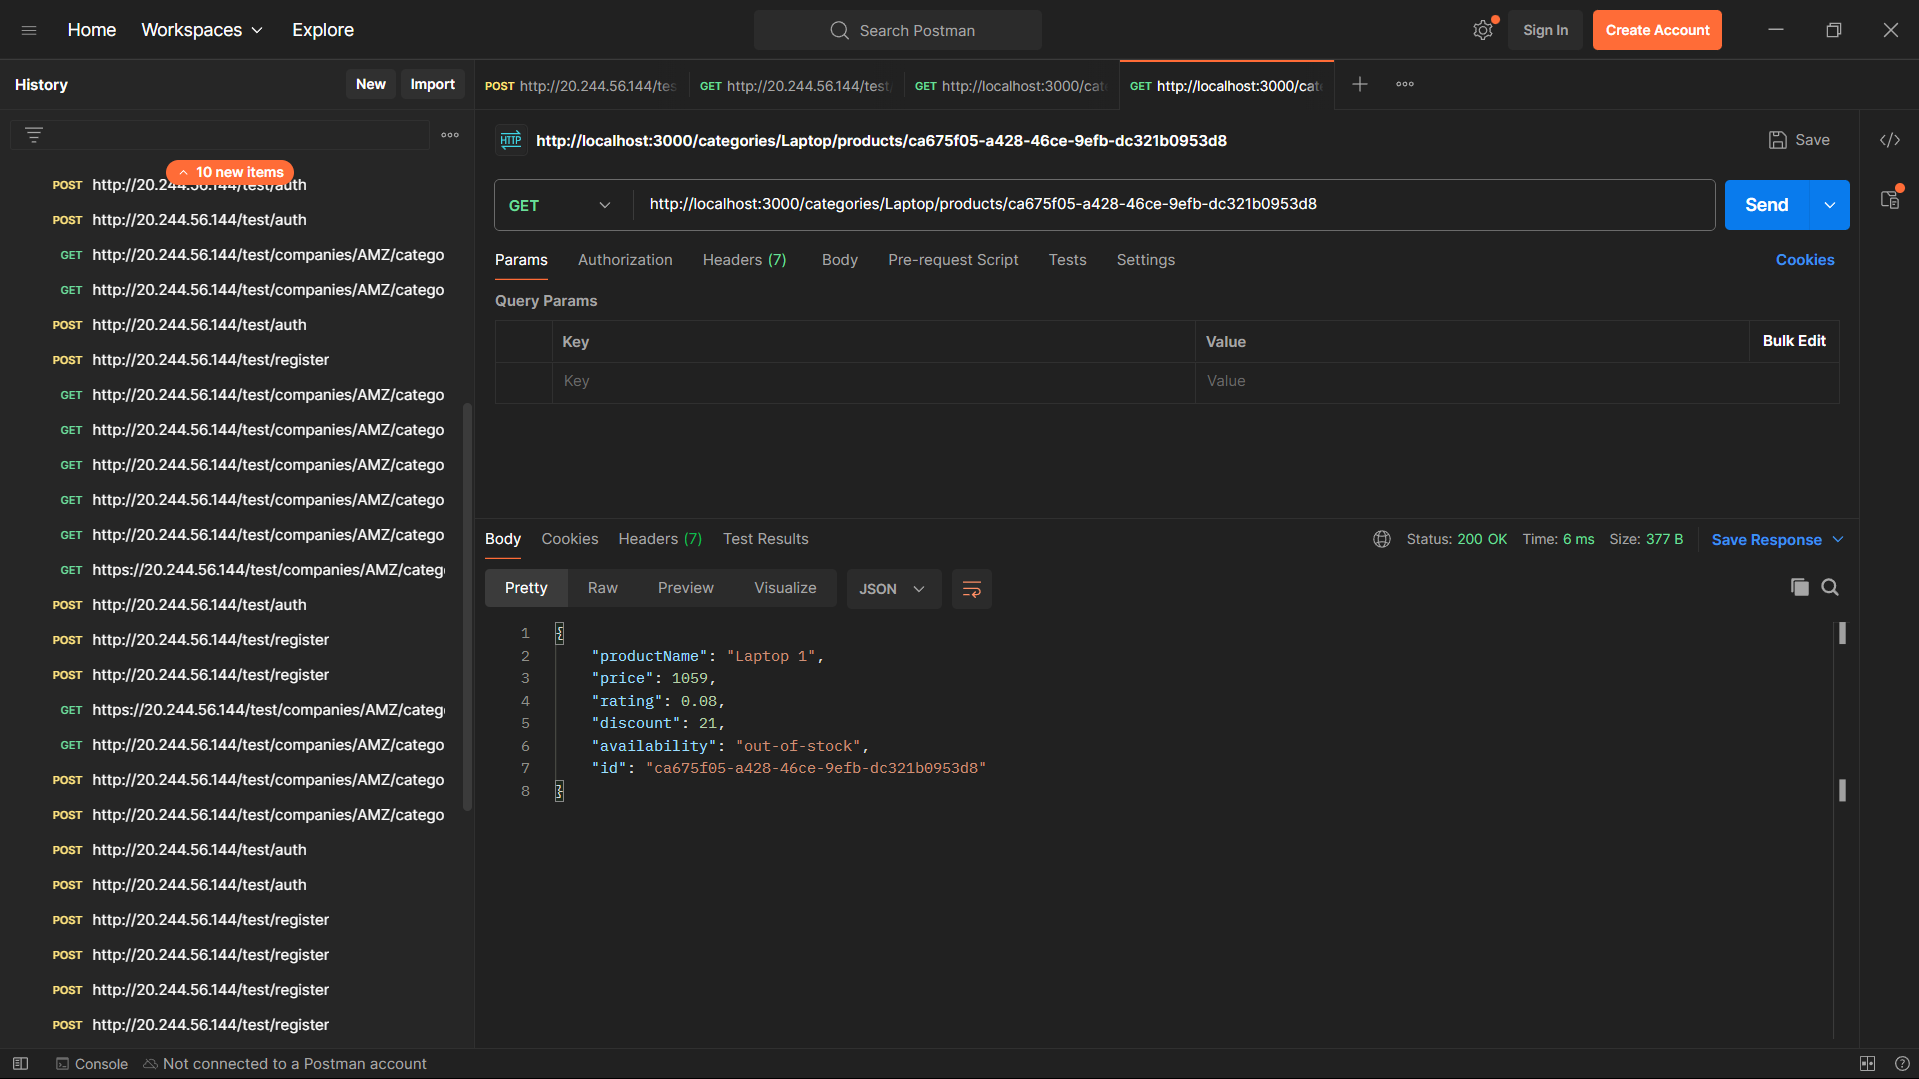 Home Workspaces Explore Search Postman Sign In Create Account
History New Import
POST http://20.244.56.144/tes GET http://20.244.56.144/test GET http://localhost:3000/cat GET http://localhost:3000/cat
HTTP http://localhost:3000/categories/Laptop/products/ca675f05-a428-46ce-9efb-dc321b0953d8 Save
GET http://localhost:3000/categories/Laptop/products/ca675f05-a428-46ce-9efb-dc321b0953d8 Send
Params Authorization Headers (7) Body Pre-request Script Tests Settings Cookies
Query Params
Key Value Bulk Edit
Key Value
Body Cookies Headers (7) Test Results Status: 200 OK Time: 6 ms Size: 377 B Save Response
Pretty Raw Preview Visualize JSON
1 {
2 "productName": "Laptop 1",
3 "price": 1059,
4 "rating": 0.08,
5 "discount": 21,
6 "availability": "out-of-stock",
7 "id": "ca675f05-a428-46ce-9efb-dc321b0953d8"
8 }
10 new items
POST http://20.244.56.144/test/auth
POST http://20.244.56.144/test/auth
GET http://20.244.56.144/test/companies/AMZ/catego
GET http://20.244.56.144/test/companies/AMZ/catego
POST http://20.244.56.144/test/auth
POST http://20.244.56.144/test/register
GET http://20.244.56.144/test/companies/AMZ/catego
GET http://20.244.56.144/test/companies/AMZ/catego
GET http://20.244.56.144/test/companies/AMZ/catego
GET http://20.244.56.144/test/companies/AMZ/catego
GET http://20.244.56.144/test/companies/AMZ/catego
GET https://20.244.56.144/test/companies/AMZ/categ
POST http://20.244.56.144/test/auth
POST http://20.244.56.144/test/register
POST http://20.244.56.144/test/register
GET https://20.244.56.144/test/companies/AMZ/categ
GET http://20.244.56.144/test/companies/AMZ/catego
POST http://20.244.56.144/test/companies/AMZ/catego
POST http://20.244.56.144/test/companies/AMZ/catego
POST http://20.244.56.144/test/auth
POST http://20.244.56.144/test/auth
POST http://20.244.56.144/test/register
POST http://20.244.56.144/test/register
POST http://20.244.56.144/test/register
POST http://20.244.56.144/test/register
Console Not connected to a Postman account